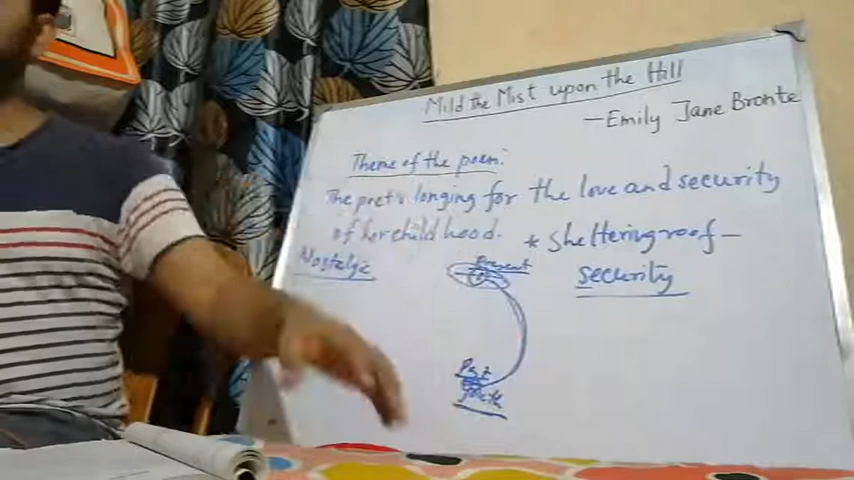 Mild the Mist upon the Hill
— Emily Jane Brontë
Theme of the poem.
The poet's longing for the love and security
of her childhood. * sheltering roof —
Nostalgic
Present
security
Past